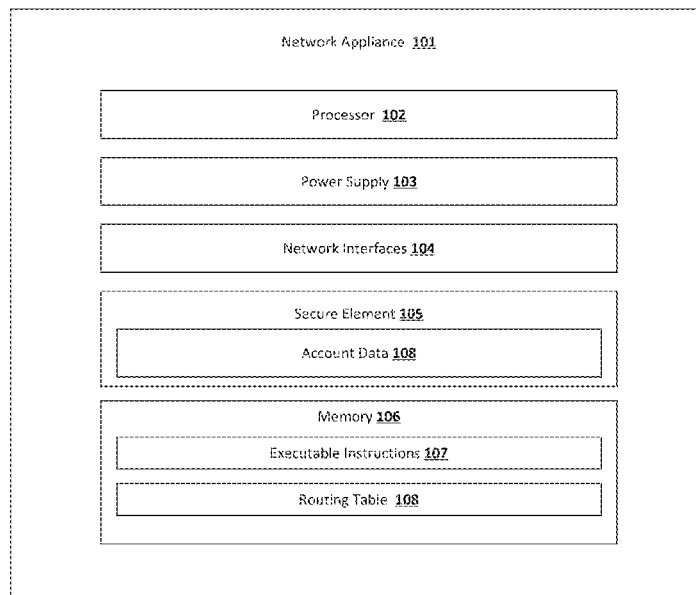 Network Appliance 101
Processor 102
Power Supply 103
Network Interfaces 104
Secure Element 105
Account Data 108
Memory 106
Executable Instructions 107
Routing Table 108